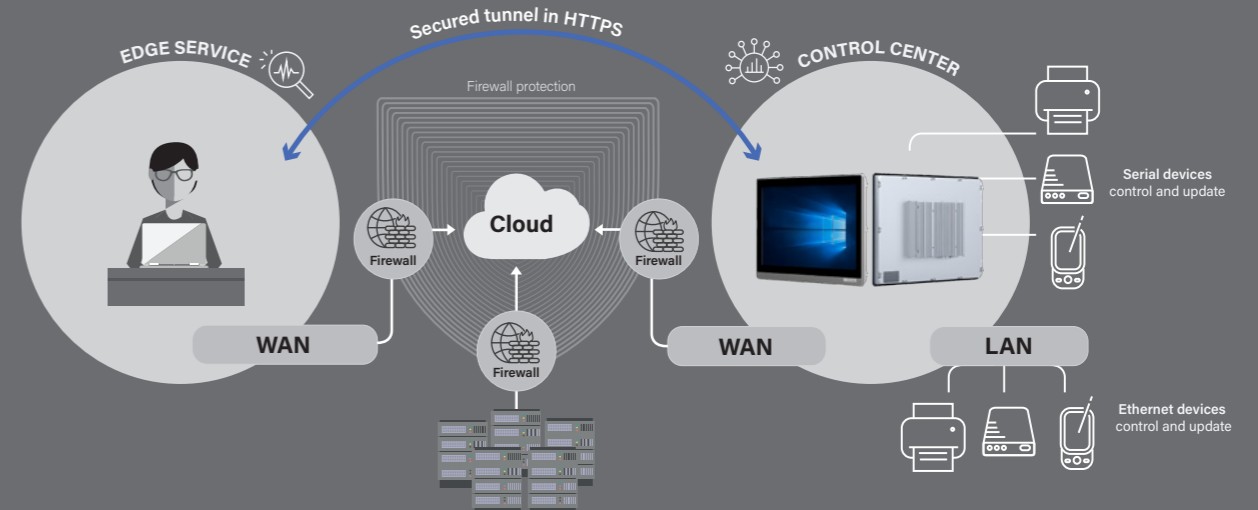 Secured tunnel in HTTPS
EDGE SERVICE
CONTROL CENTER
Firewall protection
Serial devices
control and update
Cloud
Firewall
Firewall
WAN
WAN
LAN
Firewall
Ethernet devices
control and update